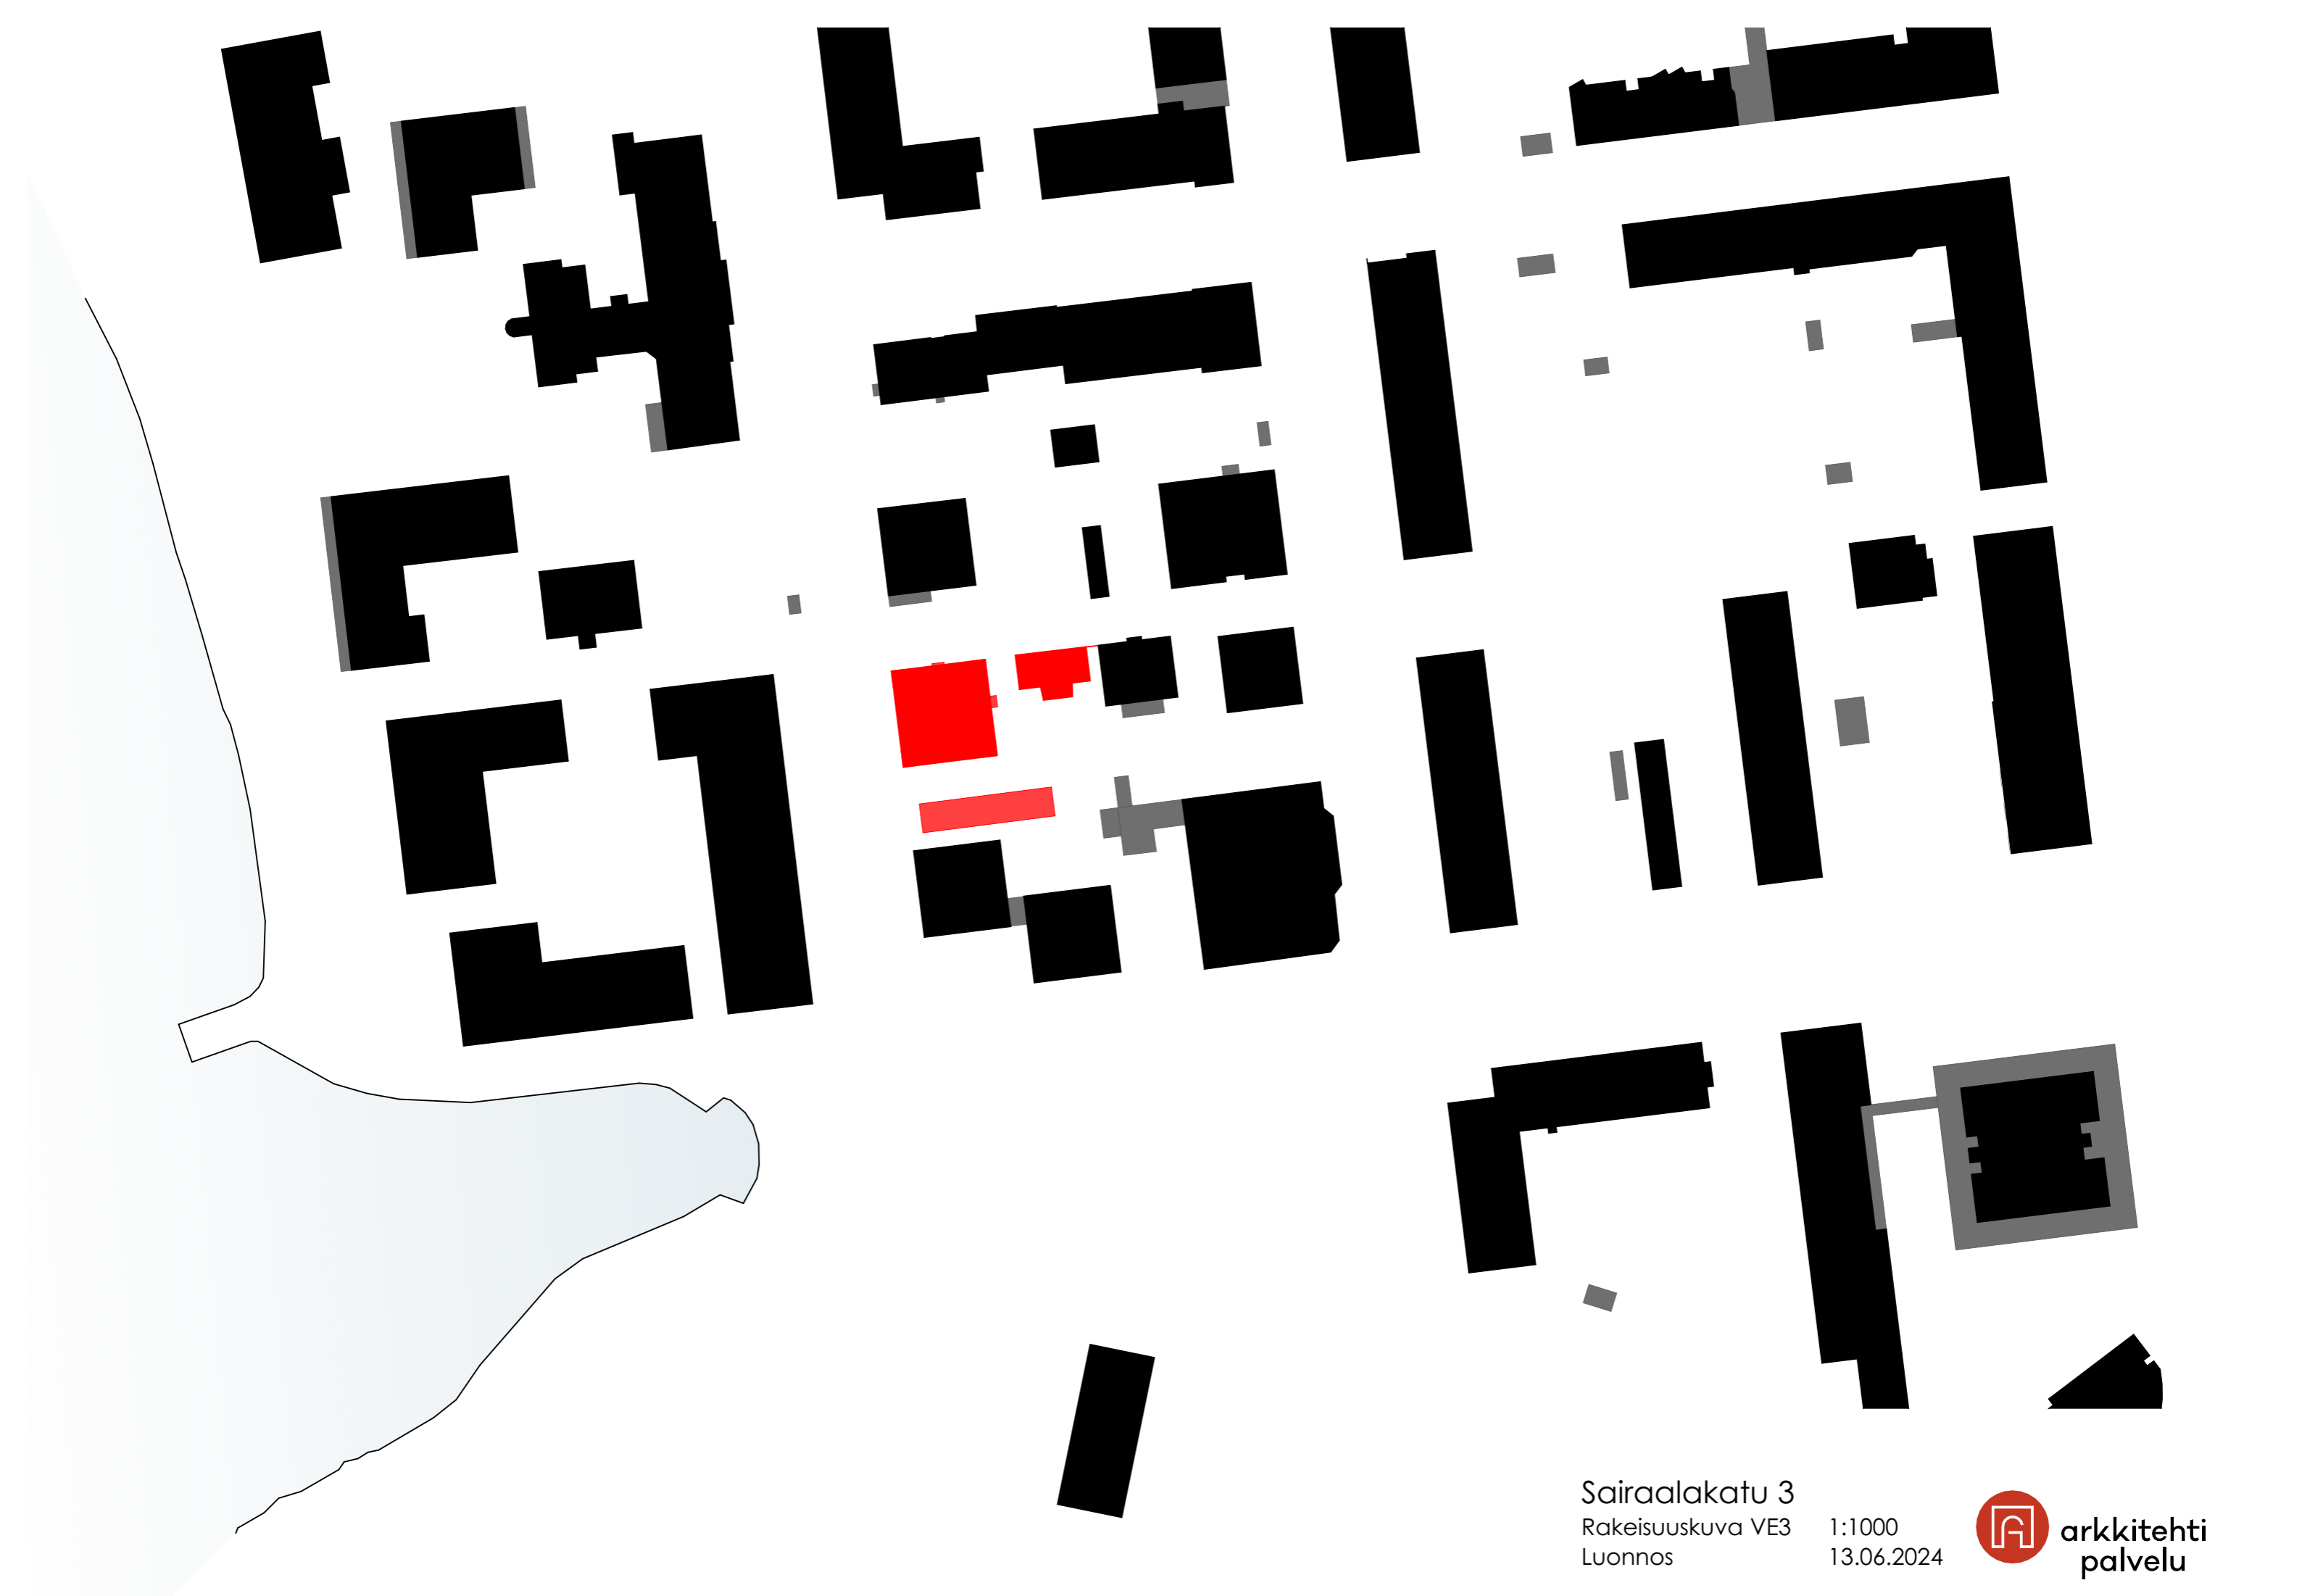 Sairaalakatu 3
Rakeisuuskuva VE3 1:1000
Luonnos 13.06.2024
arkkitehti
palvelu